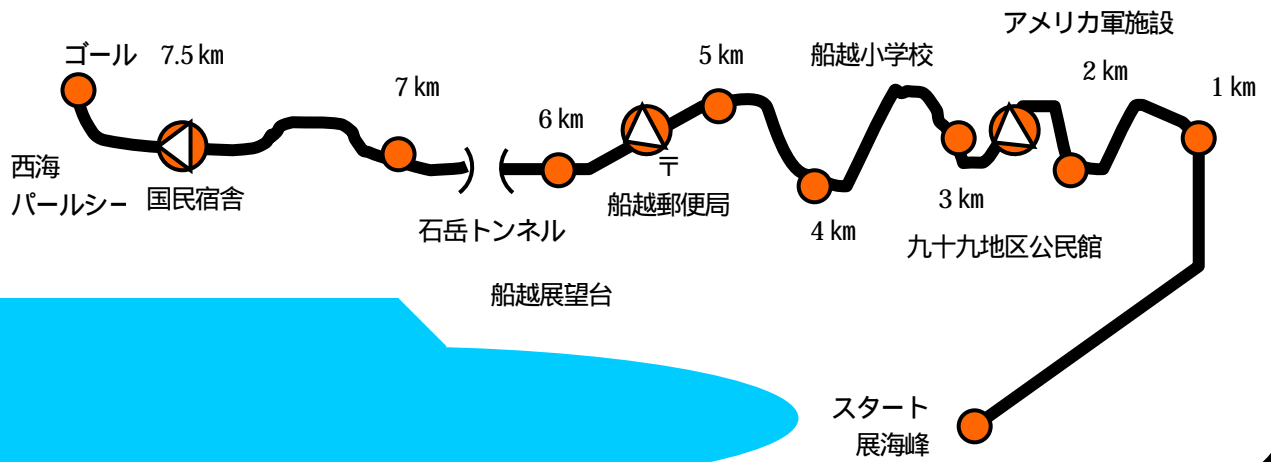 アメリカ軍施設
ゴール 7.5 km
5 km
船越小学校
2 km
1 km
7 km
6 km
西海
パールシー
国民宿舎
〒
船越郵便局
3 km
4 km
石岳トンネル
九十九地区公民館
船越展望台
スタート
展海峰